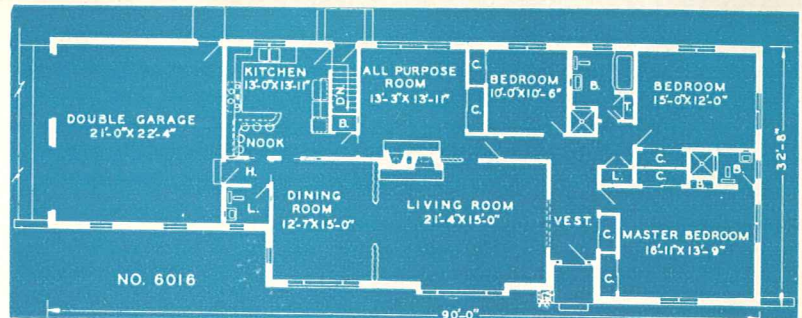 DOUBLE GARAGE
21'-0"X22'-4"
KITCHEN
13'-0"X13'-11"
NOOK
DN.
B.
ALL PURPOSE
ROOM
13'-3"X13'-11"
C.
C.
BEDROOM
10'-0"X10'-6"
B.
T.
BEDROOM
15'-0"X12'-0"
32'-8"
H.
L.
DINING
ROOM
12'-7"X15'-0"
LIVING ROOM
21'-4"X15'-0"
VEST.
L.
C.
C.
B.
B.
C.
C.
MASTER BEDROOM
16'-11"X13'-9"
NO. 6016
90'-0"